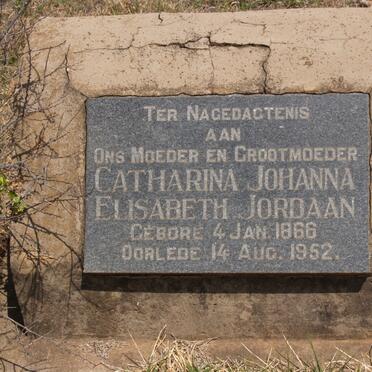 Ter Nagedagtenis
aan
Ons Moeder en Grootmoeder
Catharina Johanna
Elisabeth Jordaan
Gebore 4 Jan. 1866
Oorlede 14 Aug. 1952.